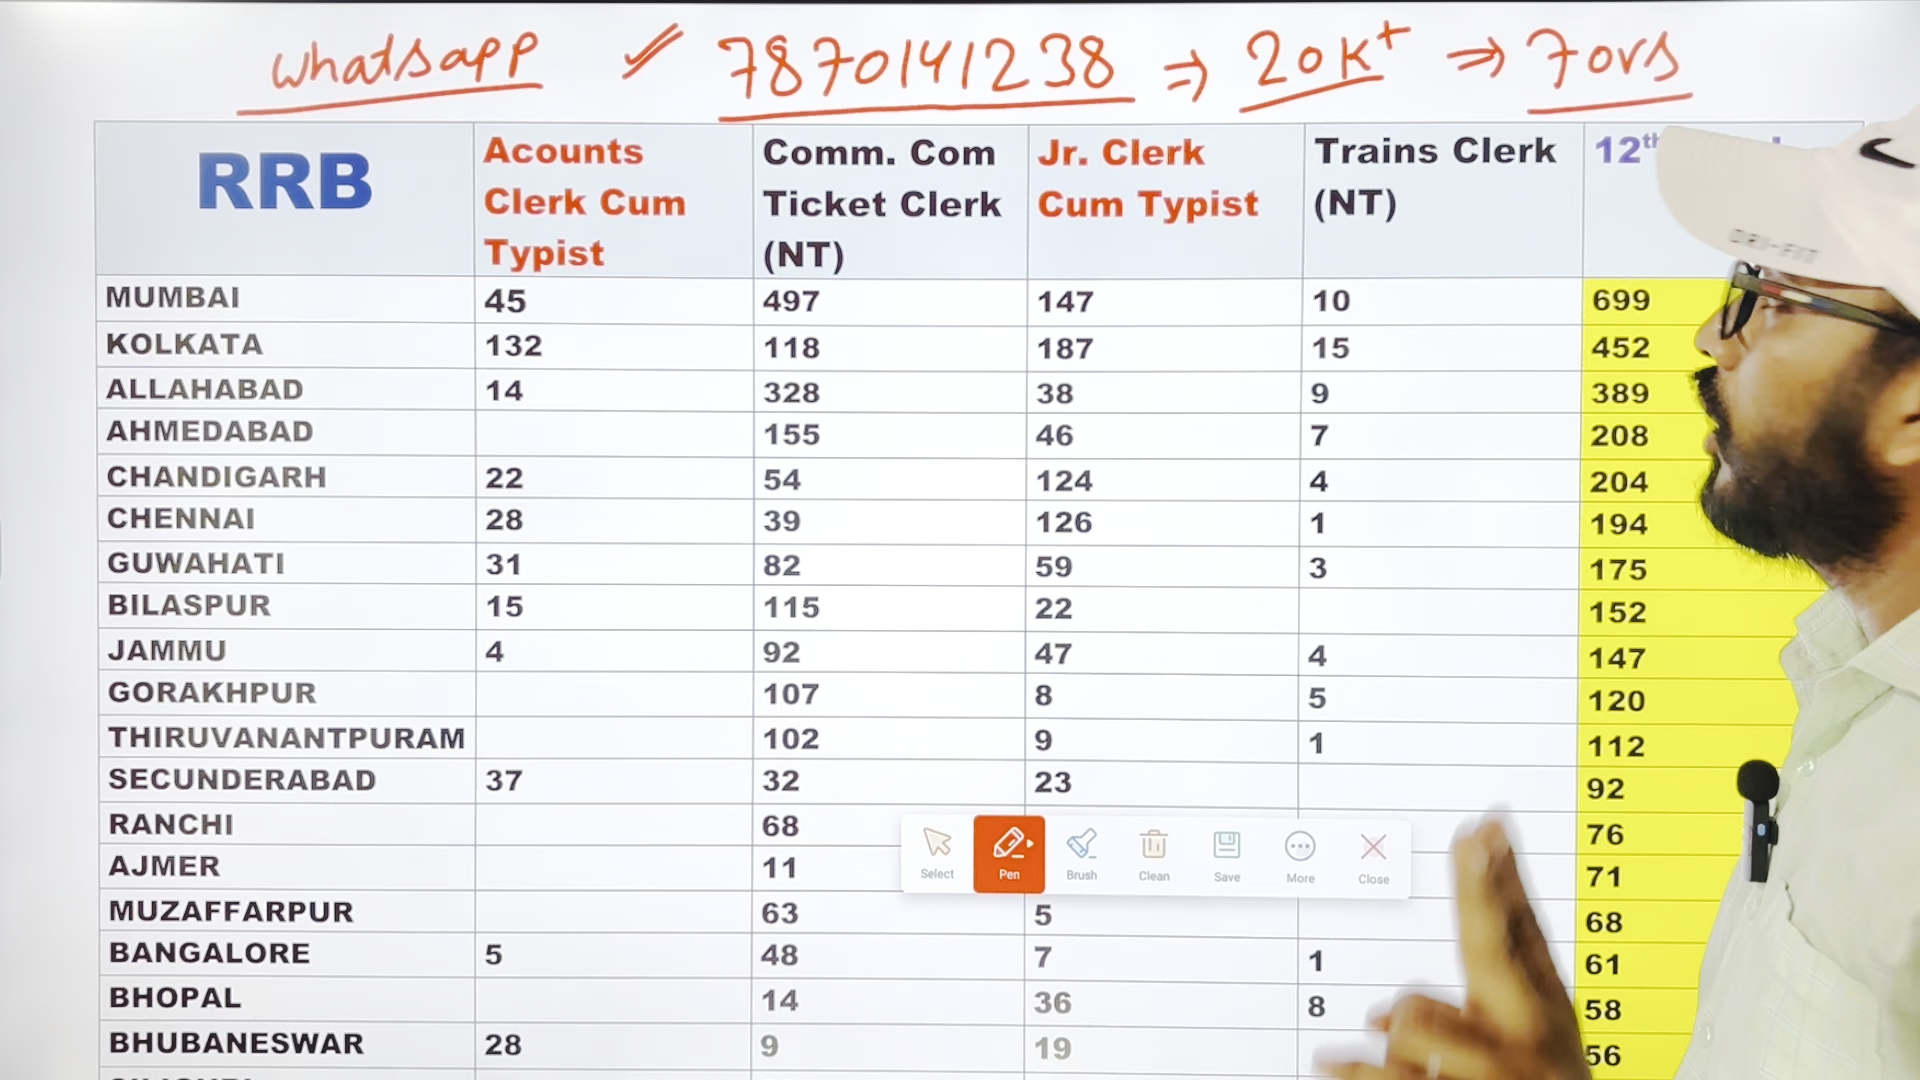 whatsapp 7870141238 ⇒ 20K+ ⇒ 70rs
RRB
Acounts
Clerk Cum
Typist
Comm. Com
Ticket Clerk
(NT)
Jr. Clerk
Cum Typist
Trains Clerk
(NT)
12th
MUMBAI 45 497 147 10 699
KOLKATA 132 118 187 15 452
ALLAHABAD 14 328 38 9 389
AHMEDABAD 155 46 7 208
CHANDIGARH 22 54 124 4 204
CHENNAI 28 39 126 1 194
GUWAHATI 31 82 59 3 175
BILASPUR 15 115 22 152
JAMMU 4 92 47 4 147
GORAKHPUR 107 8 5 120
THIRUVANANTPURAM 102 9 1 112
SECUNDERABAD 37 32 23 92
RANCHI 68 76
AJMER 11 71
Select Pen Brush Clean Save More Close
MUZAFFARPUR 63 5 68
BANGALORE 5 48 7 1 61
BHOPAL 14 36 8 58
BHUBANESWAR 28 9 19 56
DRI-FIT